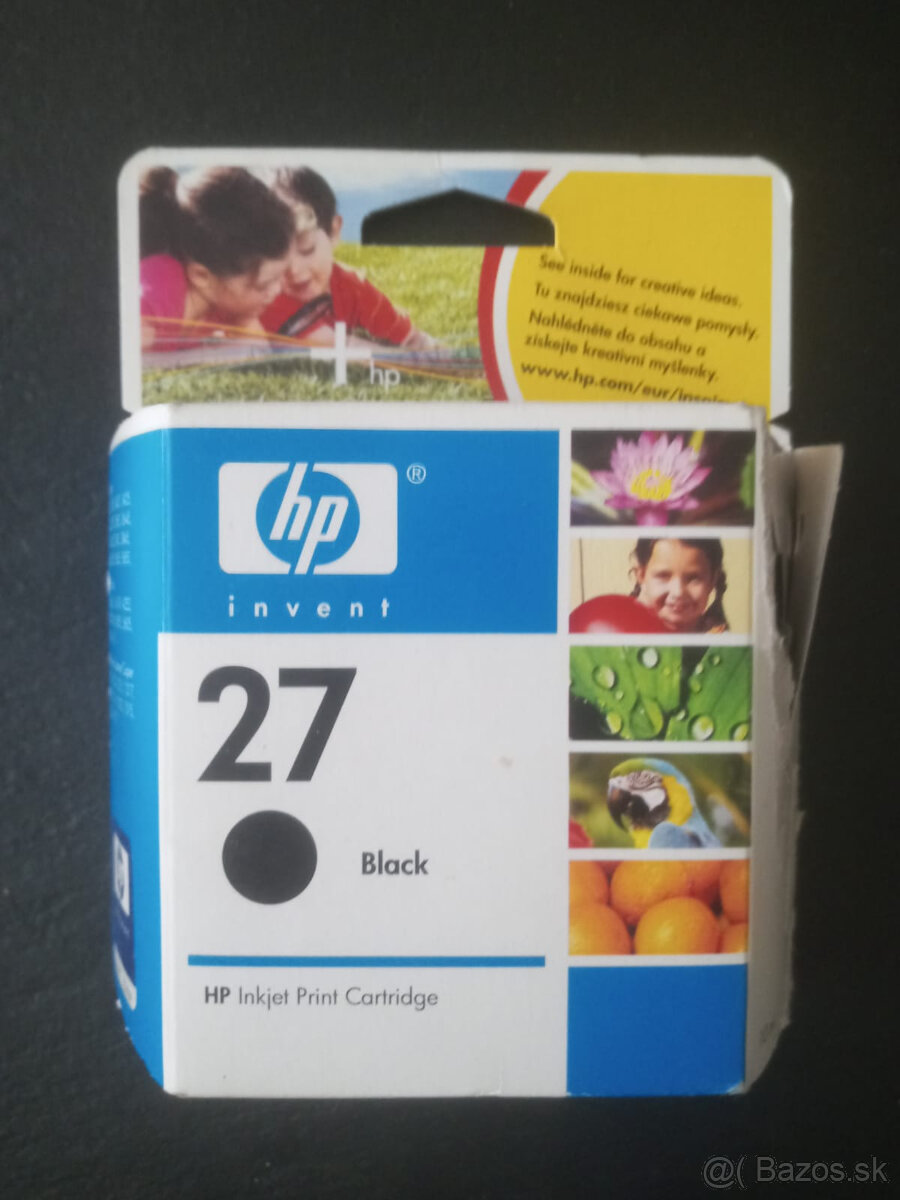 See inside for creative ideas.
Tu znajdziesz ciekawe pomysły.
Nahlédněte do obsahu a
získejte kreativní myšlenky.
www.hp.com/eur/
hp
hp ®
invent
27
Black
HP Inkjet Print Cartridge
@( Bazos.sk